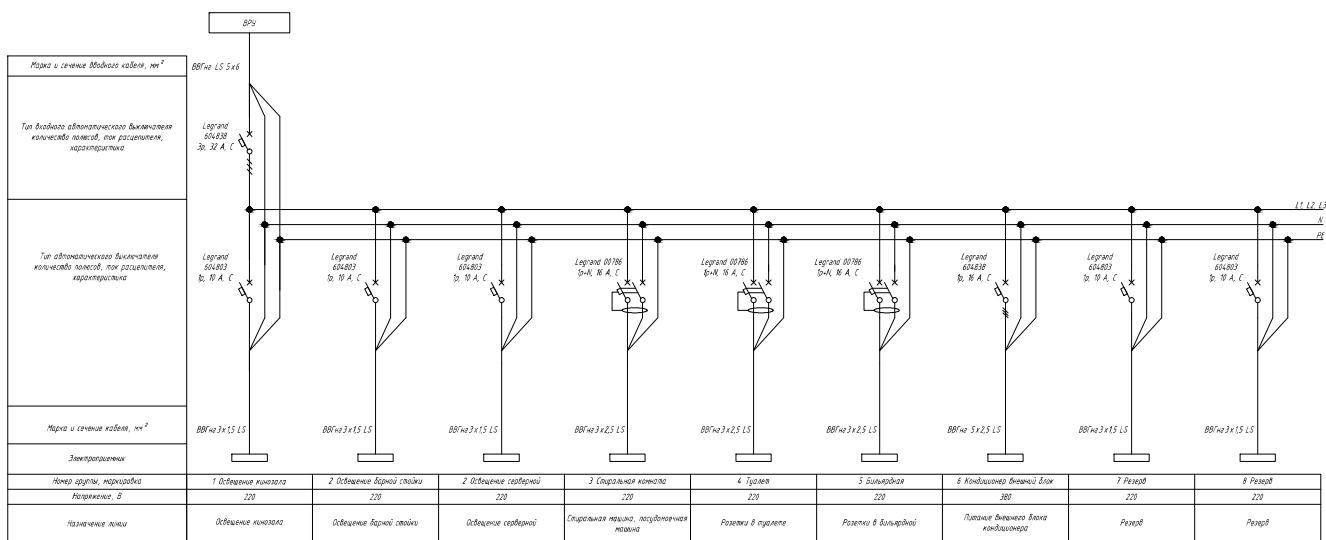 ВРУ
Марка и сечение вводного кабеля, мм²
ВВГнг LS 5х6
Тип вводного автоматического выключателя
количество полюсов, ток расцепителя,
характеристика
Legrand
604838
3р, 32 А, С
L1, L2, L3
N
PE
Тип автоматического выключателя
количество полюсов, ток расцепителя,
характеристика
Legrand
604803
1р, 10 А, С
Legrand
604803
1р, 10 А, С
Legrand
604803
1р, 10 А, С
Legrand 00786
1р+N, 16 А, С
Legrand 00786
1р+N, 16 А, С
Legrand 00786
1р+N, 16 А, С
Legrand
604838
3р, 16 А, С
Legrand
604803
1р, 10 А, С
Legrand
604803
1р, 10 А, С
Марка и сечение кабеля, мм²
ВВГнг 3х1,5 LS
ВВГнг 3х1,5 LS
ВВГнг 3х1,5 LS
ВВГнг 3х2,5 LS
ВВГнг 3х2,5 LS
ВВГнг 3х2,5 LS
ВВГнг 5х2,5 LS
ВВГнг 3х1,5 LS
ВВГнг 3х1,5 LS
Электроприемник
Номер группы, маркировка
1 Освещение кинозала
2 Освещение барной стойки
2 Освещение серверной
3 Стиральная комната
4 Туалет
5 Бильярдная
6 Кондиционер внешний блок
7 Резерв
8 Резерв
Напряжение, В
220
220
220
220
220
220
380
220
220
Назначение линии
Освещение кинозала
Освещение барной стойки
Освещение серверной
Стиральная машина, посудомоечная
машина
Розетки в туалете
Розетки в бильярдной
Питание внешнего блока
кондиционера
Резерв
Резерв